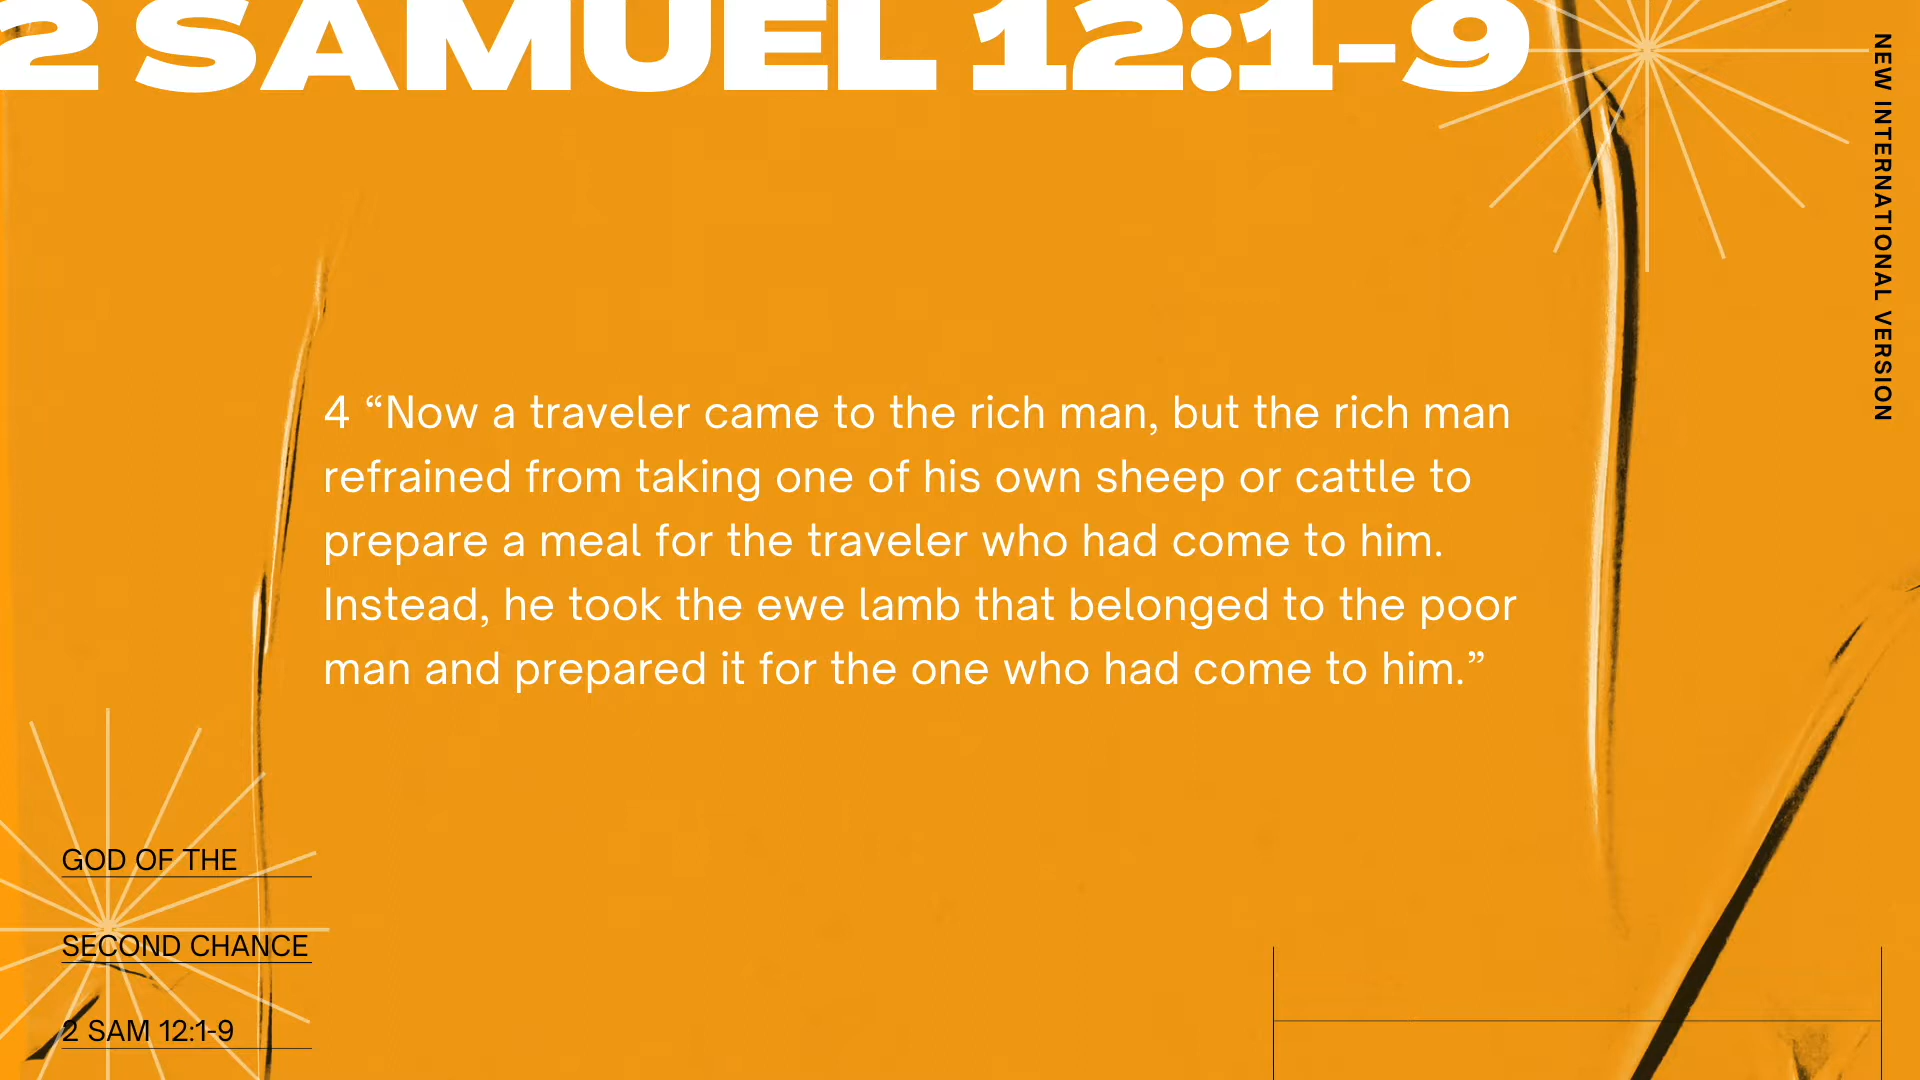 2 SAMUEL 12:1-9
NEW INTERNATIONAL VERSION
4 “Now a traveler came to the rich man, but the rich man
refrained from taking one of his own sheep or cattle to
prepare a meal for the traveler who had come to him.
Instead, he took the ewe lamb that belonged to the poor
man and prepared it for the one who had come to him.”
GOD OF THE
SECOND CHANCE
2 SAM 12:1-9